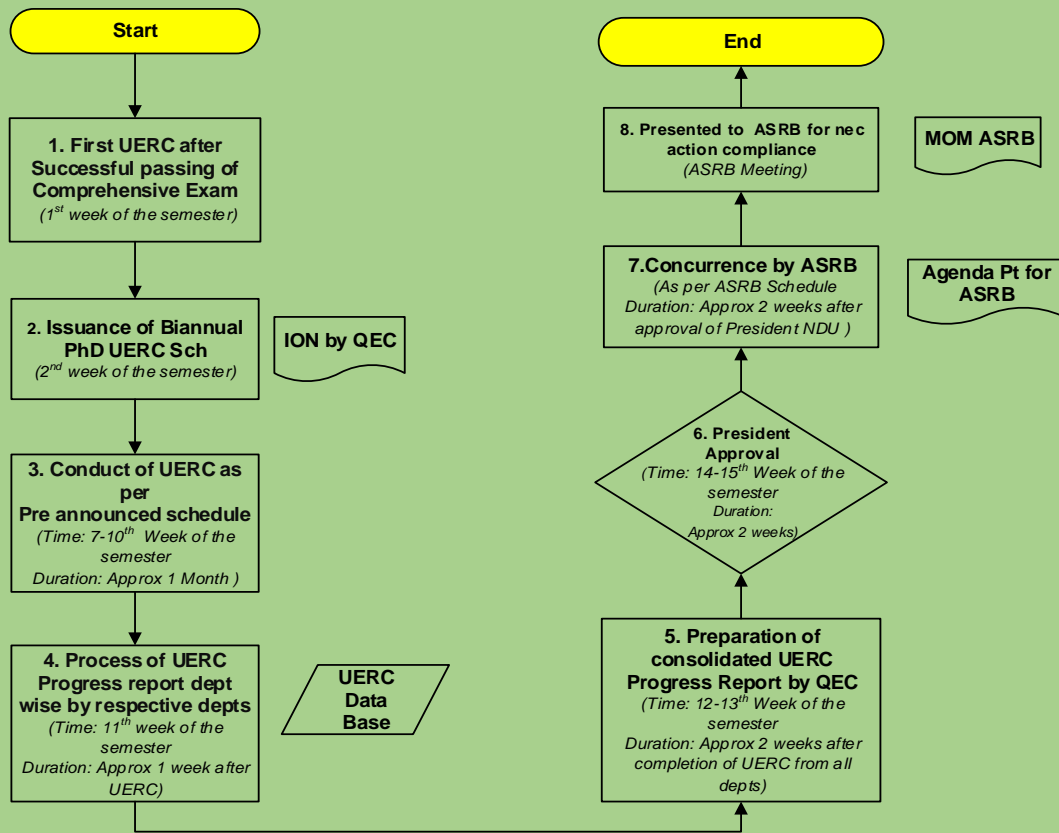 Start
1. First UERC after
Successful passing of
Comprehensive Exam
(1st week of the semester)
2. Issuance of Biannual
PhD UERC Sch
(2nd week of the semester)
ION by QEC
3. Conduct of UERC as
per
Pre announced schedule
(Time: 7-10th Week of the
semester
Duration: Approx 1 Month )
4. Process of UERC
Progress report dept
wise by respective depts
(Time: 11th week of the
semester
Duration: Approx 1 week after
UERC)
UERC
Data
Base
5. Preparation of
consolidated UERC
Progress Report by QEC
(Time: 12-13th Week of the
semester
Duration: Approx 2 weeks after
completion of UERC from all
depts)
6. President
Approval
(Time: 14-15th Week of the
semester
Duration:
Approx 2 weeks)
7.Concurrence by ASRB
(As per ASRB Schedule
Duration: Approx 2 weeks after
approval of President NDU )
Agenda Pt for
ASRB
8. Presented to ASRB for nec
action compliance
(ASRB Meeting)
MOM ASRB
End